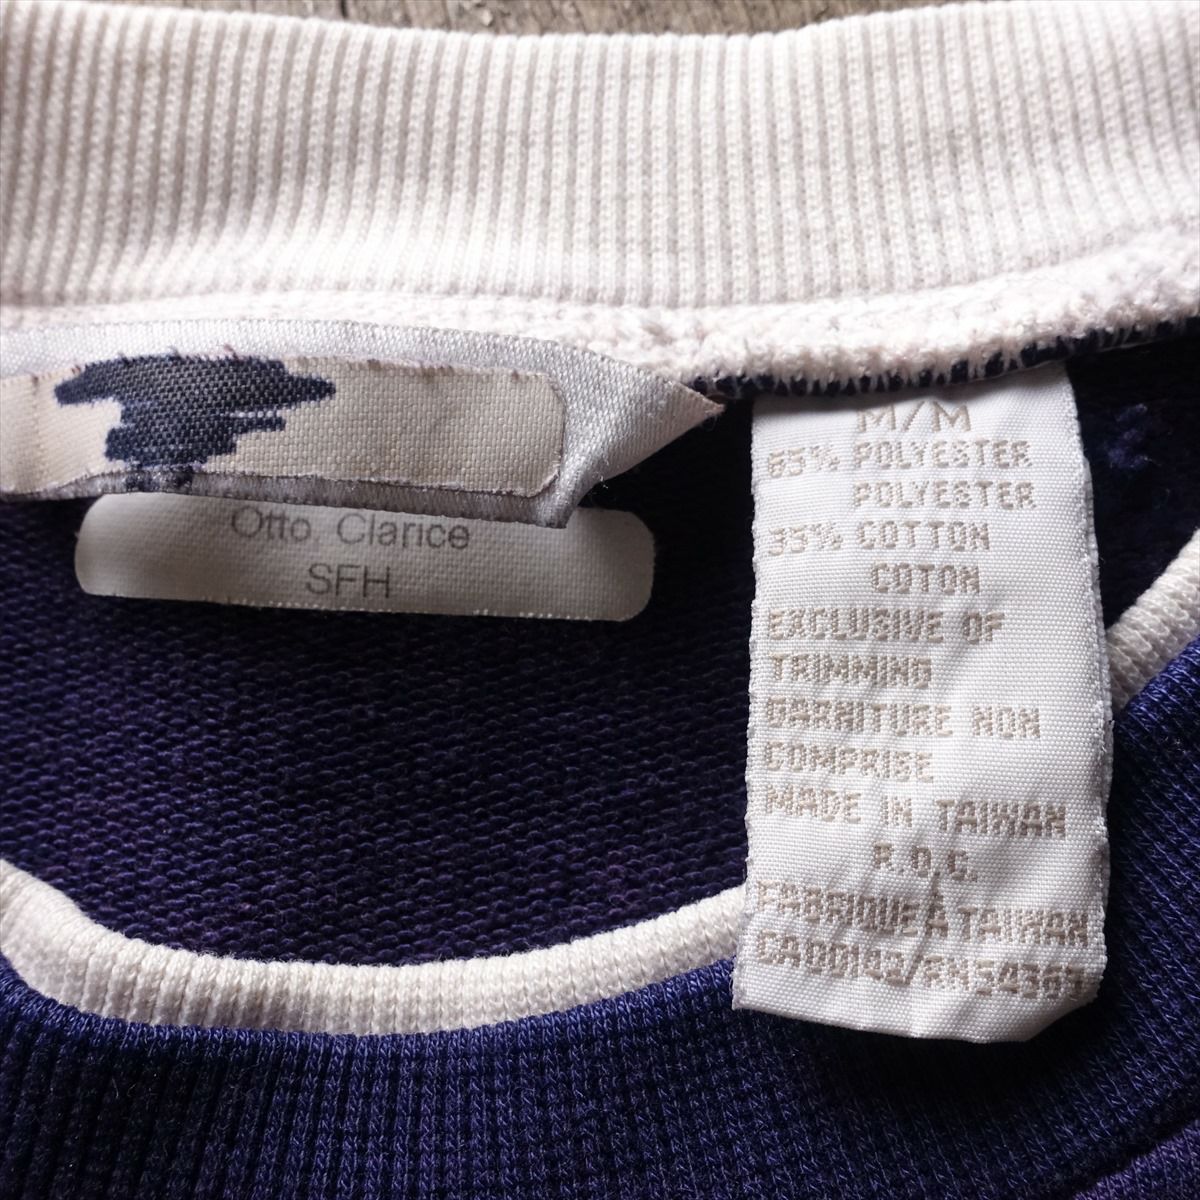 Otto Clarice
SFH
M/M
65% POLYESTER
POLYESTER
35% COTTON
COTON
EXCLUSIVE OF
TRIMMING
GARNITURE NON
COMPRISE
MADE IN TAIWAN
R.O.C.
FABRIQUE A TAIWAN